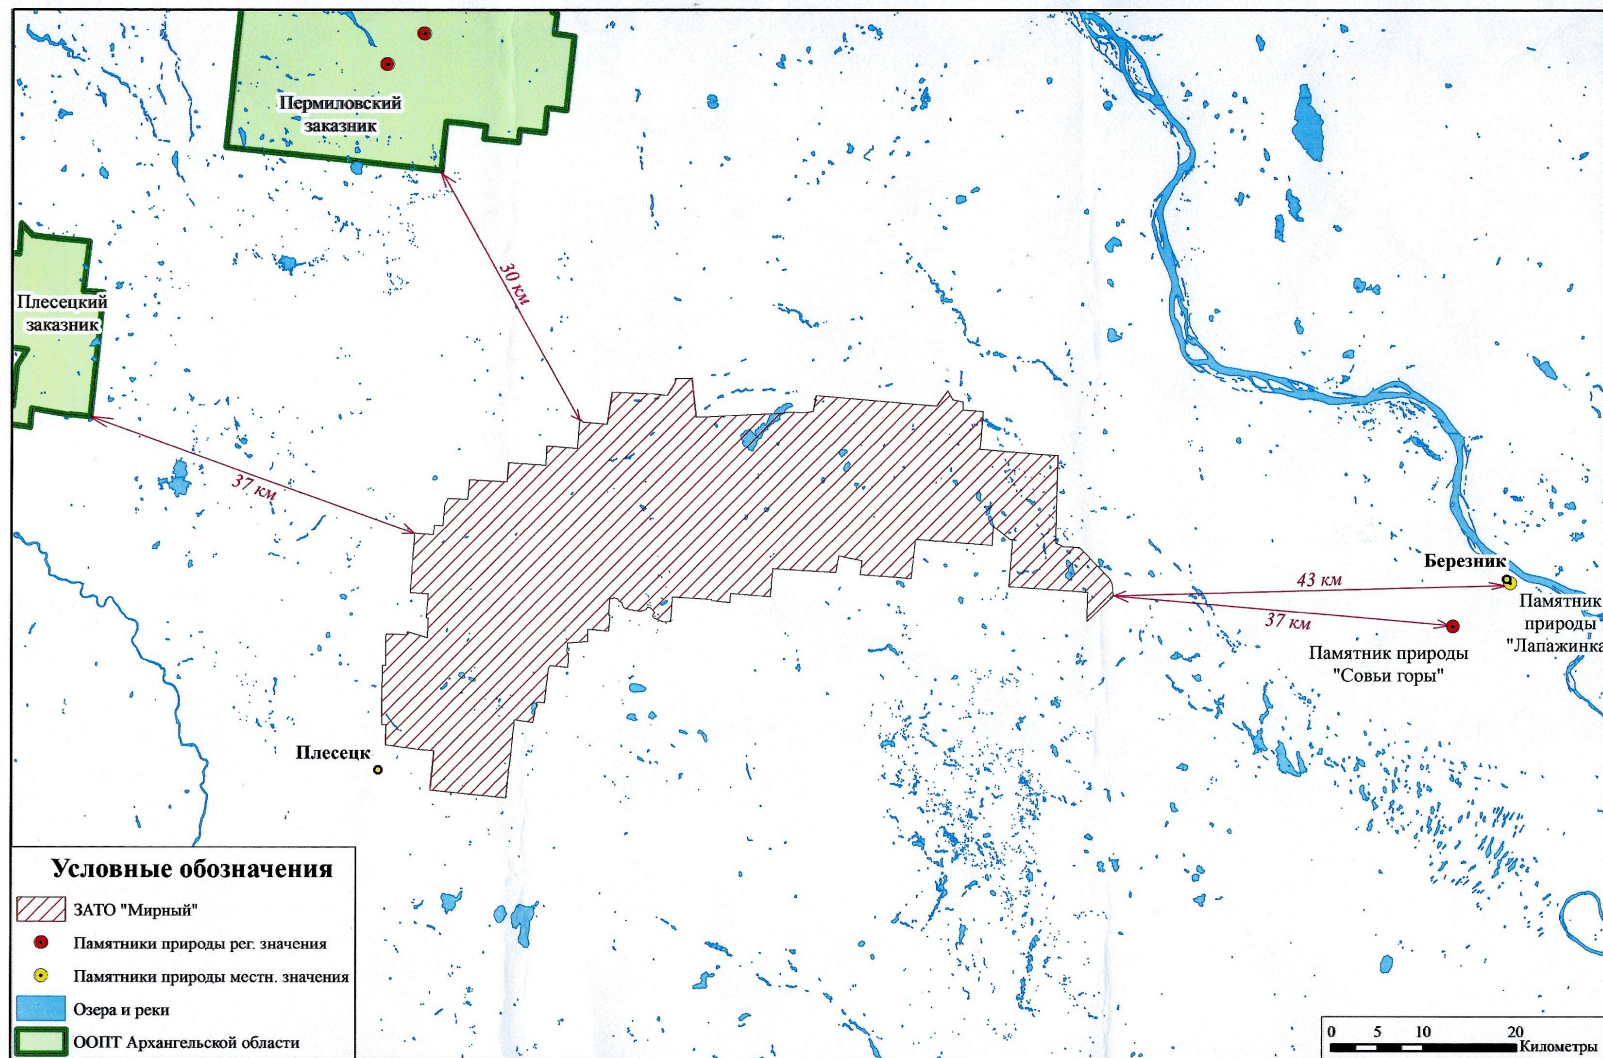 Пермиловский
заказник
Плесецкий
заказник
30 км
37 км
Березник
43 км
37 км
Памятник
природы
"Лапажинка
Памятник природы
"Совьи горы"
Плесецк
Условные обозначения
ЗАТО "Мирный"
Памятники природы рег. значения
Памятники природы местн. значения
Озера и реки
ООПТ Архангельской области
0 5 10 20
Километры